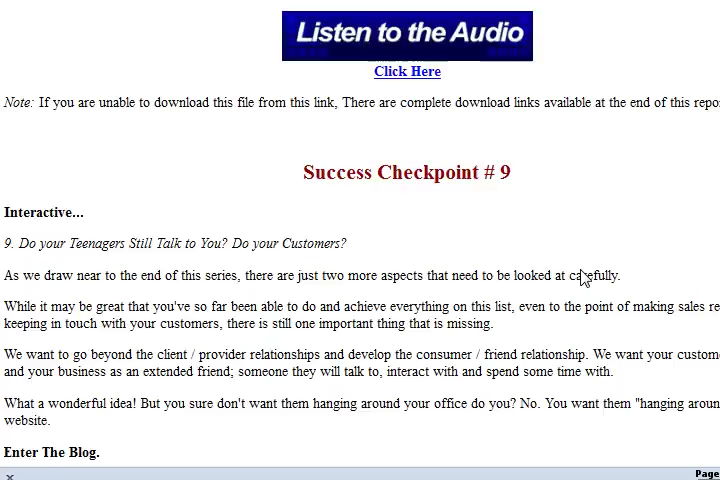 Listen to the Audio
Click Here
Note: If you are unable to download this file from this link, There are complete download links available at the end of this repo
Success Checkpoint # 9
Interactive...
9. Do your Teenagers Still Talk to You? Do your Customers?
As we draw near to the end of this series, there are just two more aspects that need to be looked at carefully.
While it may be great that you've so far been able to do and achieve everything on this list, even to the point of making sales re
keeping in touch with your customers, there is still one important thing that is missing.
We want to go beyond the client / provider relationships and develop the consumer / friend relationship. We want your custom
and your business as an extended friend; someone they will talk to, interact with and spend some time with.
What a wonderful idea! But you sure don't want them hanging around your office do you? No. You want them "hanging aroun
website.
Enter The Blog.
Page